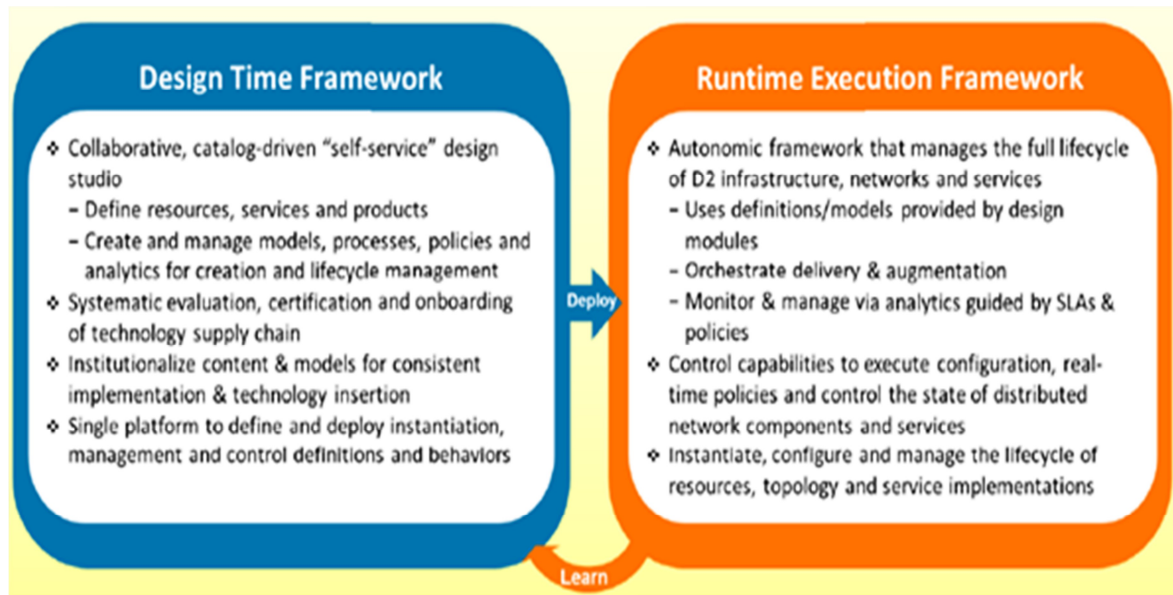 Design Time Framework
❖ Collaborative, catalog-driven “self-service” design
studio
– Define resources, services and products
– Create and manage models, processes, policies and
analytics for creation and lifecycle management
❖ Systematic evaluation, certification and onboarding
of technology supply chain
❖ Institutionalize content & models for consistent
implementation & technology insertion
❖ Single platform to define and deploy instantiation,
management and control definitions and behaviors
Deploy
Runtime Execution Framework
❖ Autonomic framework that manages the full lifecycle
of D2 infrastructure, networks and services
– Uses definitions/models provided by design
modules
– Orchestrate delivery & augmentation
– Monitor & manage via analytics guided by SLAs &
policies
❖ Control capabilities to execute configuration, real-
time policies and control the state of distributed
network components and services
❖ Instantiate, configure and manage the lifecycle of
resources, topology and service implementations
Learn